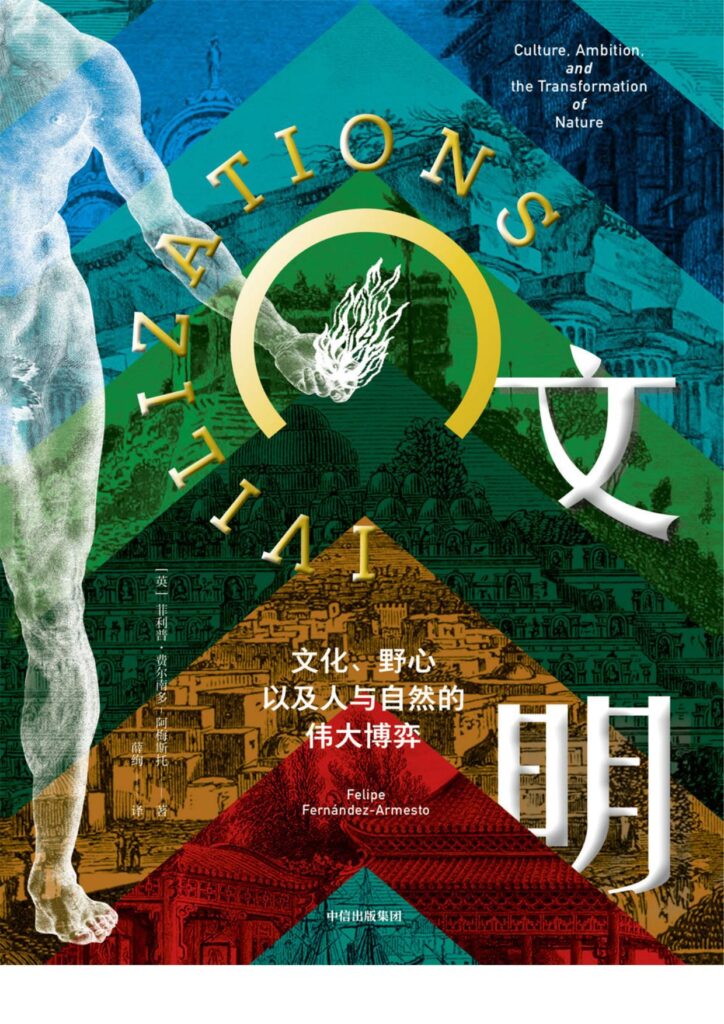 Culture, Ambition,
and
the Transformation
of
Nature
CIVILIZATIONS
文明
［英］菲利普·费尔南多-阿梅斯托 —— 著
薛绚 —— 译
文化、野心
以及人与自然的
伟大博弈
Felipe
Fernández-Armesto
中信出版集团